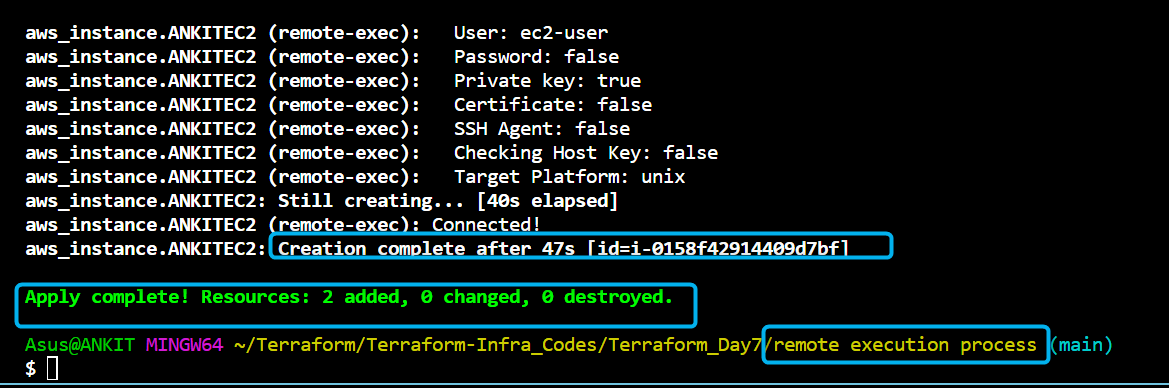 aws_instance.ANKITEC2 (remote-exec):   User: ec2-user
aws_instance.ANKITEC2 (remote-exec):   Password: false
aws_instance.ANKITEC2 (remote-exec):   Private key: true
aws_instance.ANKITEC2 (remote-exec):   Certificate: false
aws_instance.ANKITEC2 (remote-exec):   SSH Agent: false
aws_instance.ANKITEC2 (remote-exec):   Checking Host Key: false
aws_instance.ANKITEC2 (remote-exec):   Target Platform: unix
aws_instance.ANKITEC2: Still creating... [40s elapsed]
aws_instance.ANKITEC2 (remote-exec): Connected!
aws_instance.ANKITEC2: Creation complete after 47s [id=i-0158f42914409d7bf]
Apply complete! Resources: 2 added, 0 changed, 0 destroyed.
Asus@ANKIT MINGW64 ~/Terraform/Terraform-Infra_Codes/Terraform_Day7/remote execution process (main)
$